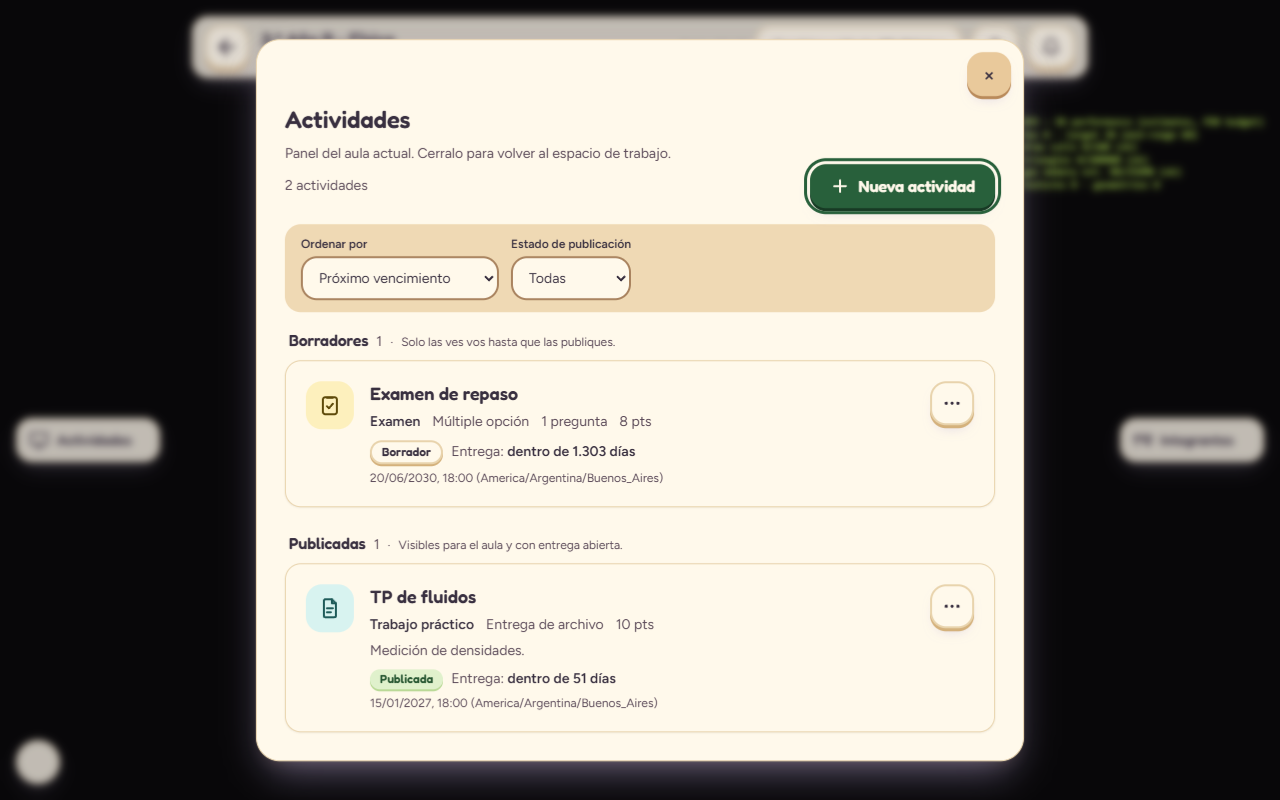 ×
Actividades
Panel del aula actual. Cerralo para volver al espacio de trabajo.
2 actividades
+ Nueva actividad
Ordenar por
Estado de publicación
Próximo vencimiento
Todas
Borradores 1 · Solo las ves vos hasta que las publiques.
Examen de repaso
Examen Múltiple opción 1 pregunta 8 pts
Borrador Entrega: dentro de 1.303 días
20/06/2030, 18:00 (America/Argentina/Buenos_Aires)
Publicadas 1 · Visibles para el aula y con entrega abierta.
TP de fluidos
Trabajo práctico Entrega de archivo 10 pts
Medición de densidades.
Publicada Entrega: dentro de 51 días
15/01/2027, 18:00 (America/Argentina/Buenos_Aires)
Actividades
Integrantes